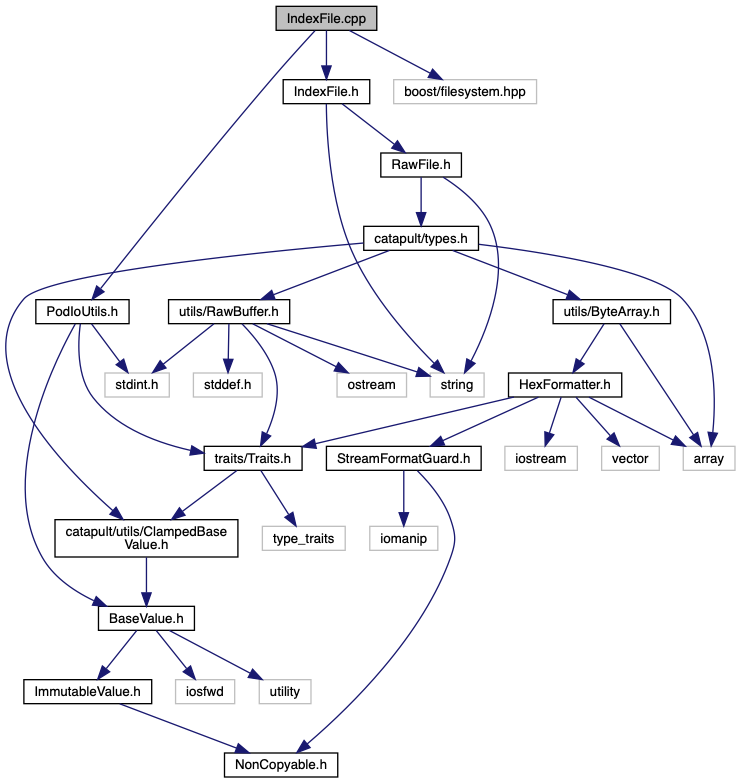 IndexFile.cpp
IndexFile.h
boost/filesystem.hpp
RawFile.h
catapult/types.h
PodIoUtils.h
utils/RawBuffer.h
utils/ByteArray.h
stdint.h
stddef.h
ostream
string
HexFormatter.h
traits/Traits.h
StreamFormatGuard.h
iostream
vector
array
catapult/utils/ClampedBase
Value.h
type_traits
iomanip
BaseValue.h
ImmutableValue.h
iosfwd
utility
NonCopyable.h